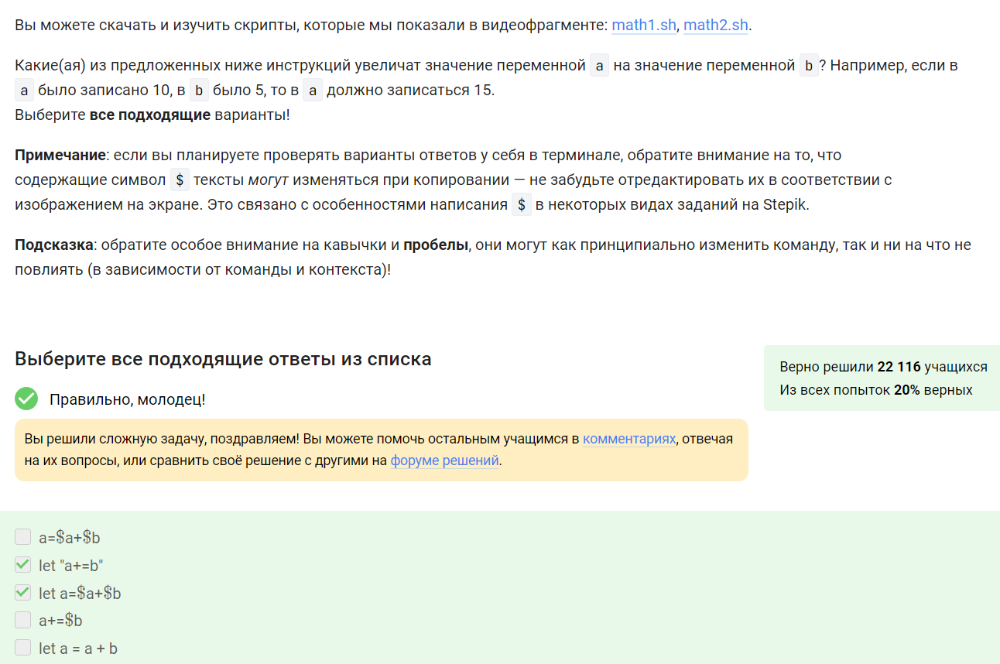 Вы можете скачать и изучить скрипты, которые мы показали в видеофрагменте: math1.sh, math2.sh.
Какие(ая) из предложенных ниже инструкций увеличат значение переменной a на значение переменной b? Например, если в
a было записано 10, в b было 5, то в a должно записаться 15.
Выберите все подходящие варианты!
Примечание: если вы планируете проверять варианты ответов у себя в терминале, обратите внимание на то, что
содержащие символ $ тексты могут изменяться при копировании — не забудьте отредактировать их в соответствии с
изображением на экране. Это связано с особенностями написания $ в некоторых видах заданий на Stepik.
Подсказка: обратите особое внимание на кавычки и пробелы, они могут как принципиально изменить команду, так и ни на что не
повлиять (в зависимости от команды и контекста)!
Выберите все подходящие ответы из списка
Верно решили 22 116 учащихся
Из всех попыток 20% верных
Правильно, молодец!
Вы решили сложную задачу, поздравляем! Вы можете помочь остальным учащимся в комментариях, отвечая
на их вопросы, или сравнить своё решение с другими на форуме решений.
a=$a+$b
let "a+=b"
let a=$a+$b
a+=$b
let a = a + b